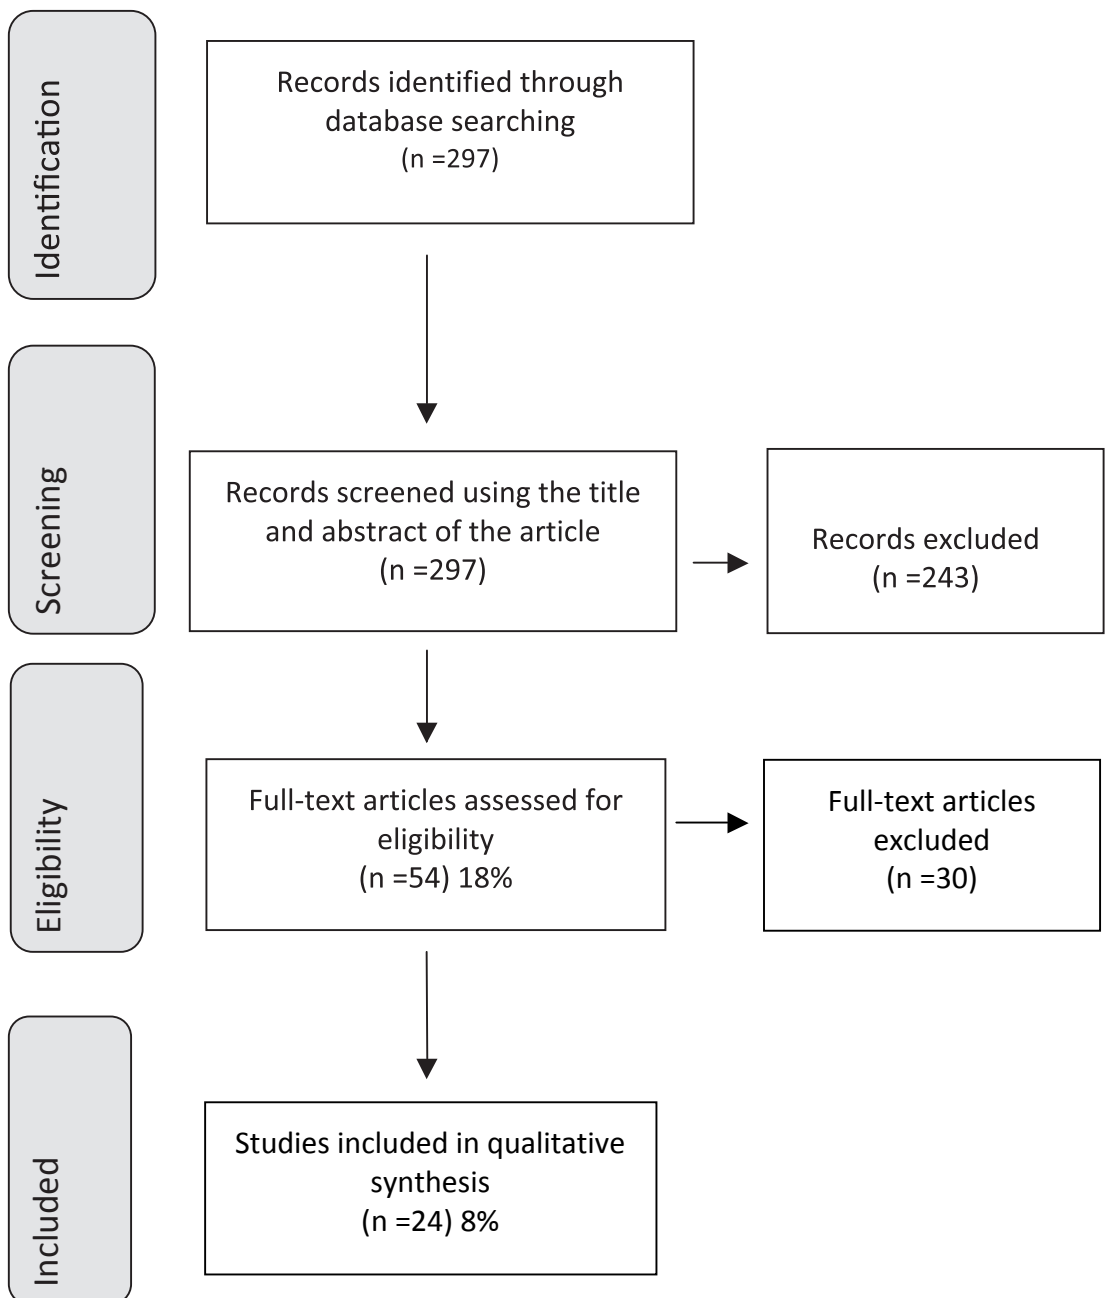 Identification
Records identified through
database searching
(n =297)
Screening
Records screened using the title
and abstract of the article
(n =297)
Records excluded
(n =243)
Eligibility
Full-text articles assessed for
eligibility
(n =54) 18%
Full-text articles
excluded
(n =30)
Included
Studies included in qualitative
synthesis
(n =24) 8%